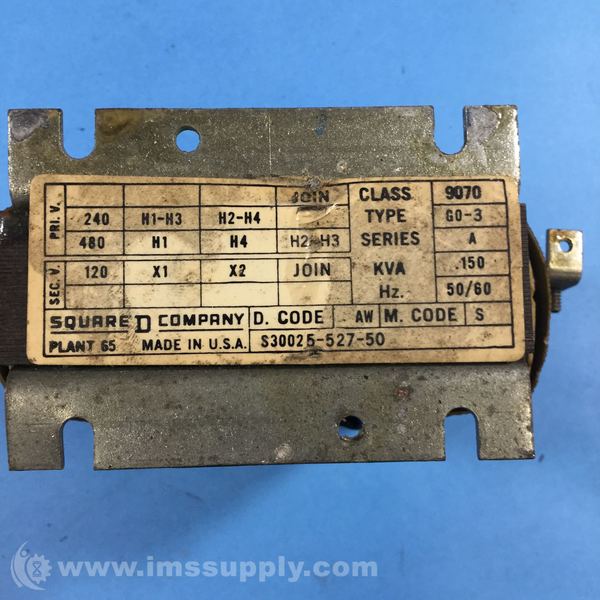 PRI. V. JOIN CLASS 9070
240 H1-H3 H2-H4 TYPE GO-3
480 H1 H4 H2-H3 SERIES A
SEC. V. 120 X1 X2 JOIN KVA .150
Hz. 50/60
SQUARE D COMPANY D. CODE AW M. CODE S
PLANT 65 MADE IN U.S.A. S30025-527-50
www.imssupply.com